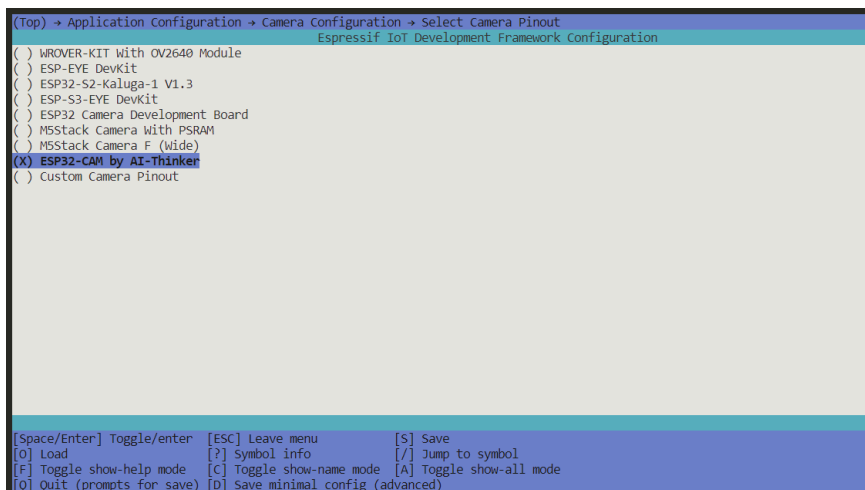 (Top) → Application Configuration → Camera Configuration → Select Camera Pinout
Espressif IoT Development Framework Configuration
( ) WROVER-KIT With OV2640 Module
( ) ESP-EYE DevKit
( ) ESP32-S2-Kaluga-1 V1.3
( ) ESP-S3-EYE DevKit
( ) ESP32 Camera Development Board
( ) M5Stack Camera With PSRAM
( ) M5Stack Camera F (Wide)
(X) ESP32-CAM by AI-Thinker
( ) Custom Camera Pinout
[Space/Enter] Toggle/enter [ESC] Leave menu [S] Save
[O] Load [?] Symbol info [/] Jump to symbol
[F] Toggle show-help mode [C] Toggle show-name mode [A] Toggle show-all mode
[Q] Quit (prompts for save) [D] Save minimal config (advanced)